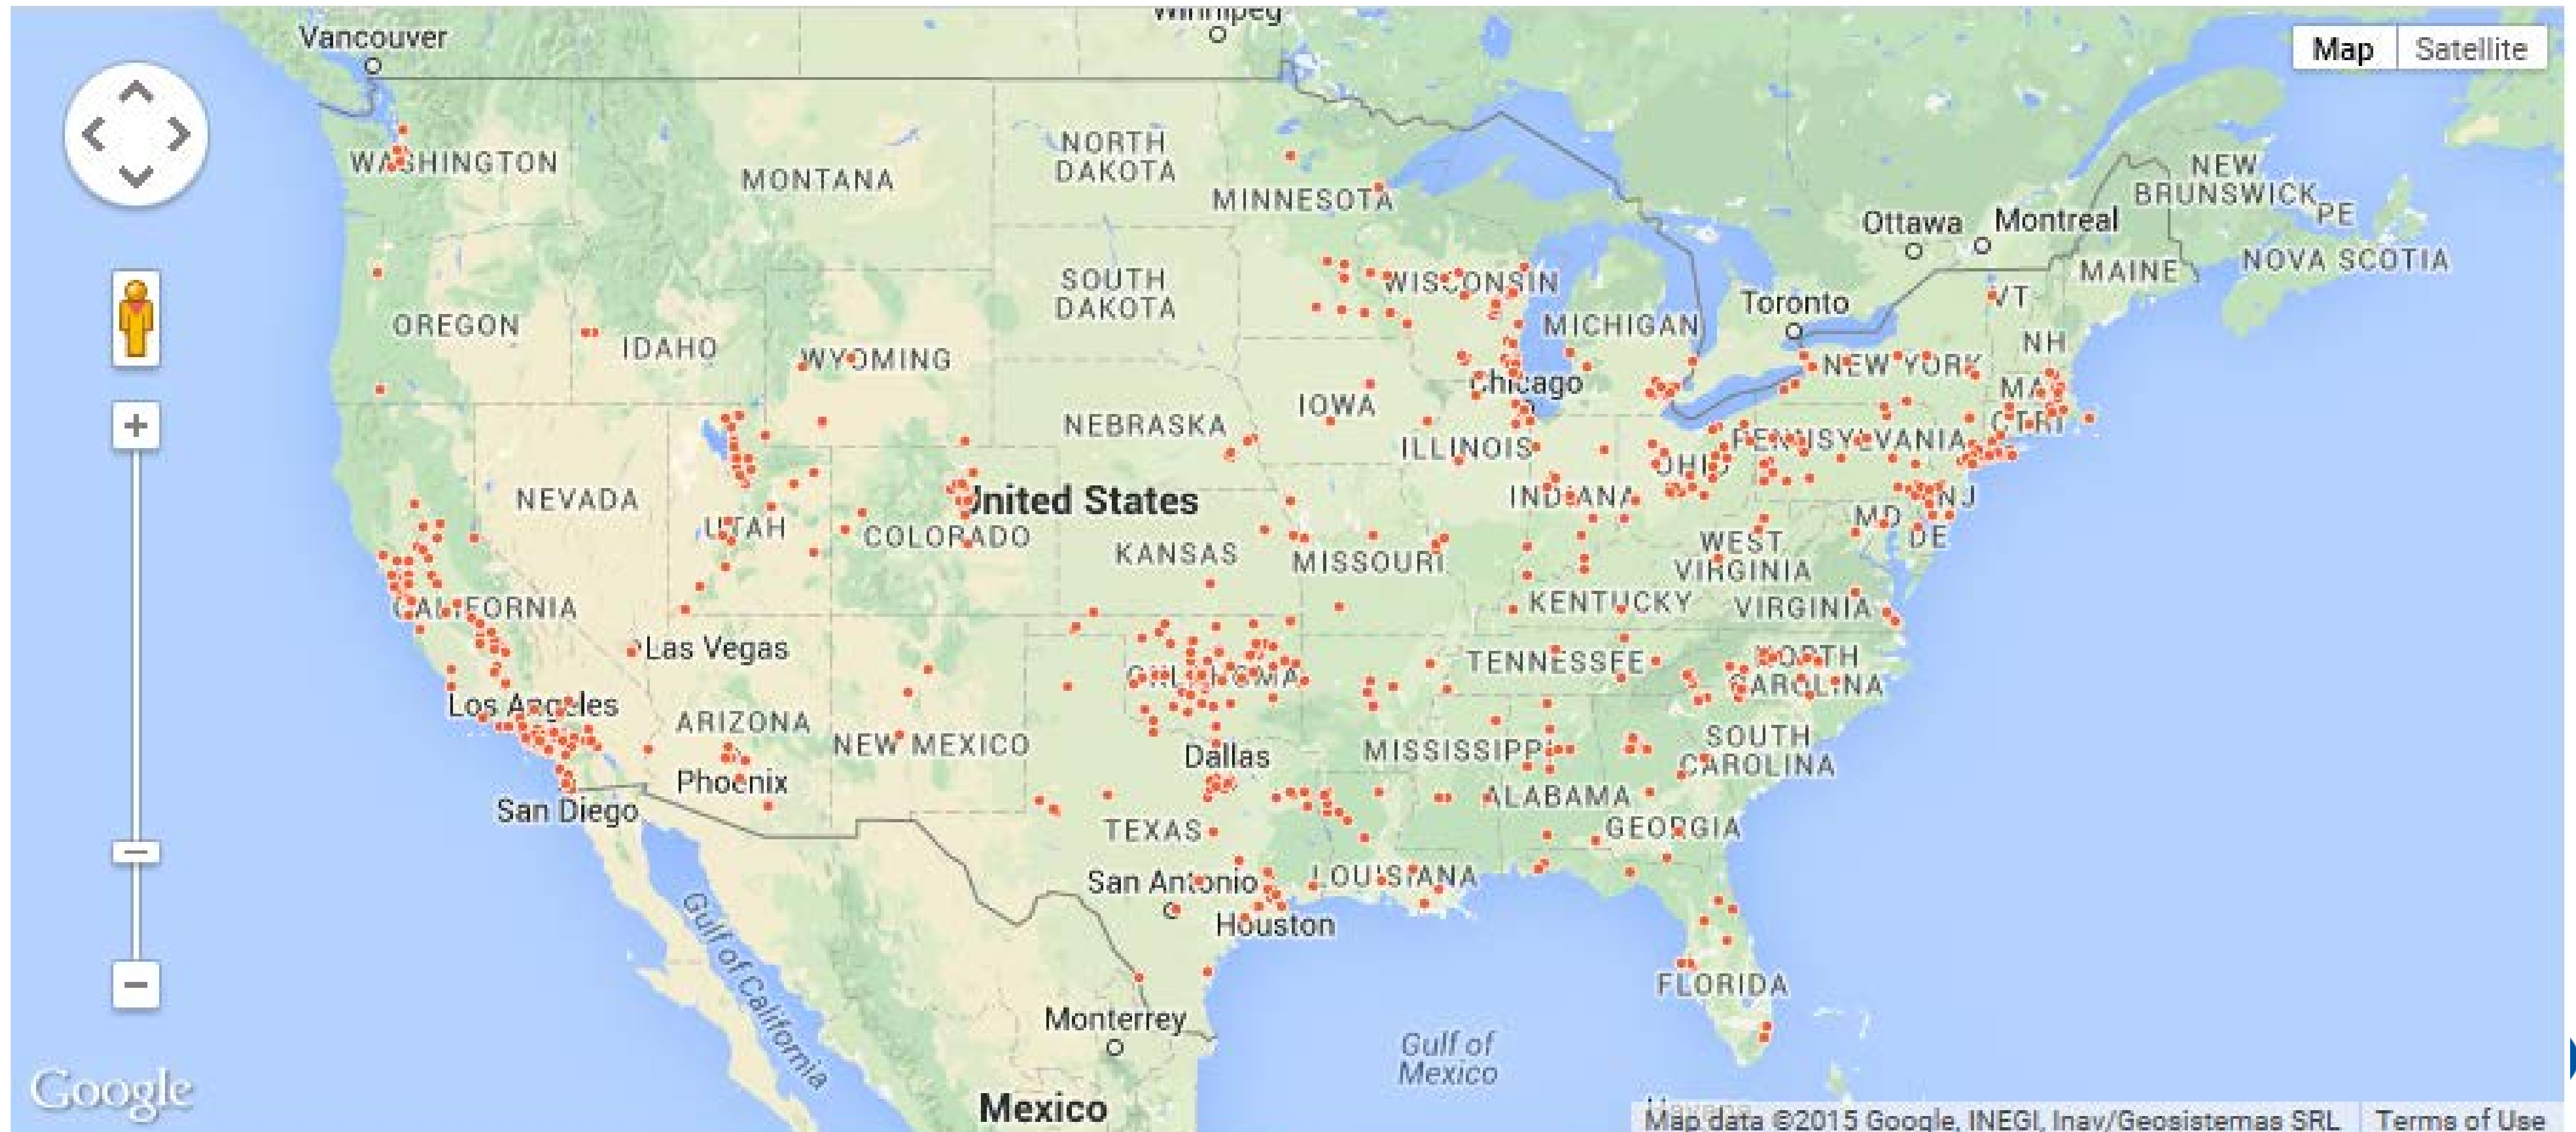 Winnipeg
Vancouver
Map
Satellite
NORTH
DAKOTA
WASHINGTON
MONTANA
MINNESOTA
NEW
BRUNSWICK
PE
Ottawa
Montreal
NOVA SCOTIA
MAINE
SOUTH
DAKOTA
WISCONSIN
VT
Toronto
OREGON
MICHIGAN
IDAHO
NH
WYOMING
NEW YORK
MA
Chicago
IOWA
CT
RI
NEBRASKA
PENNSYLVANIA
ILLINOIS
OHIO
United States
NEVADA
INDIANA
NJ
UTAH
MD
COLORADO
DE
KANSAS
WEST
VIRGINIA
MISSOURI
CALIFORNIA
KENTUCKY
VIRGINIA
Las Vegas
TENNESSEE
NORTH
CAROLINA
OKLAHOMA
Los Angeles
ARIZONA
NEW MEXICO
SOUTH
CAROLINA
MISSISSIPPI
Dallas
Phoenix
San Diego
ALABAMA
TEXAS
GEORGIA
San Antonio
LOUISIANA
Houston
Gulf of California
FLORIDA
Monterrey
Gulf of
Mexico
Google
Mexico
Map data ©2015 Google, INEGI, Inav/Geosistemas SRL
Terms of Use